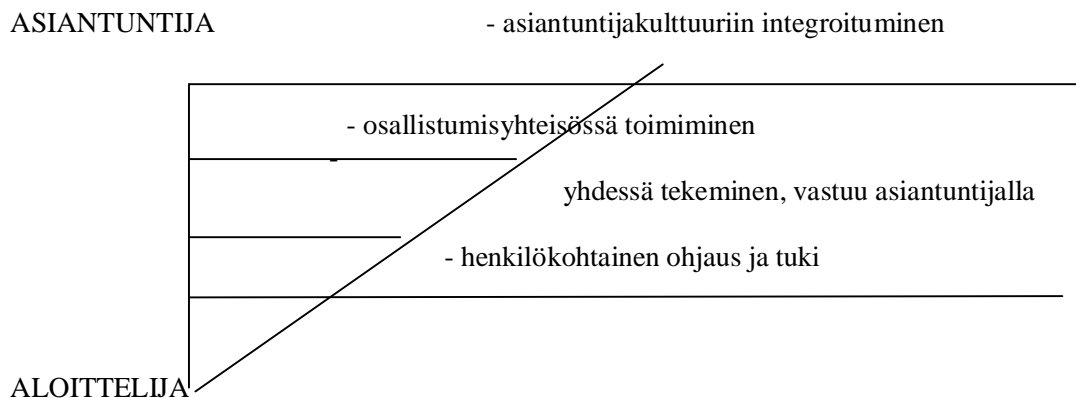 ASIANTUNTIJA - asiantuntijakulttuuriin integroituminen
- osallistumisyhteisössä toimiminen
-
yhdessä tekeminen, vastuu asiantuntijalla
- henkilökohtainen ohjaus ja tuki
ALOITTELIJA